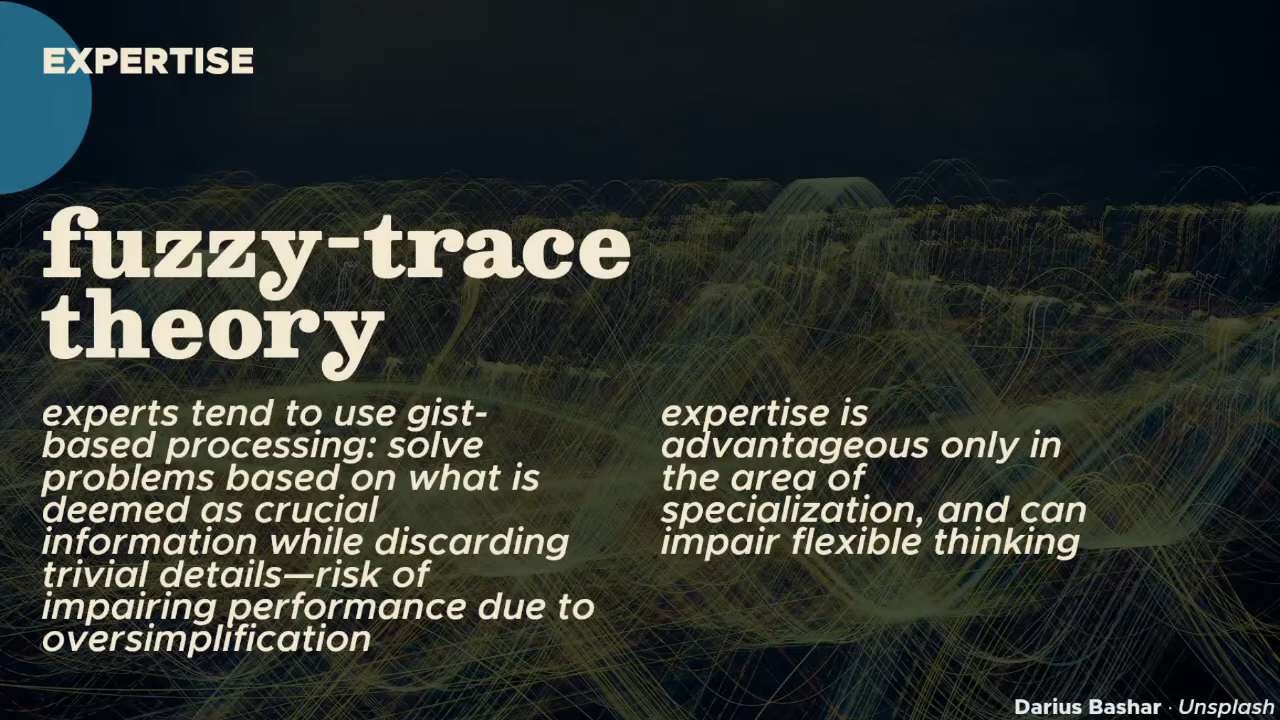 EXPERTISE
fuzzy-trace
theory
experts tend to use gist-
based processing: solve
problems based on what is
deemed as crucial
information while discarding
trivial details—risk of
impairing performance due to
oversimplification
expertise is
advantageous only in
the area of
specialization, and can
impair flexible thinking
Darius Bashar · Unsplash